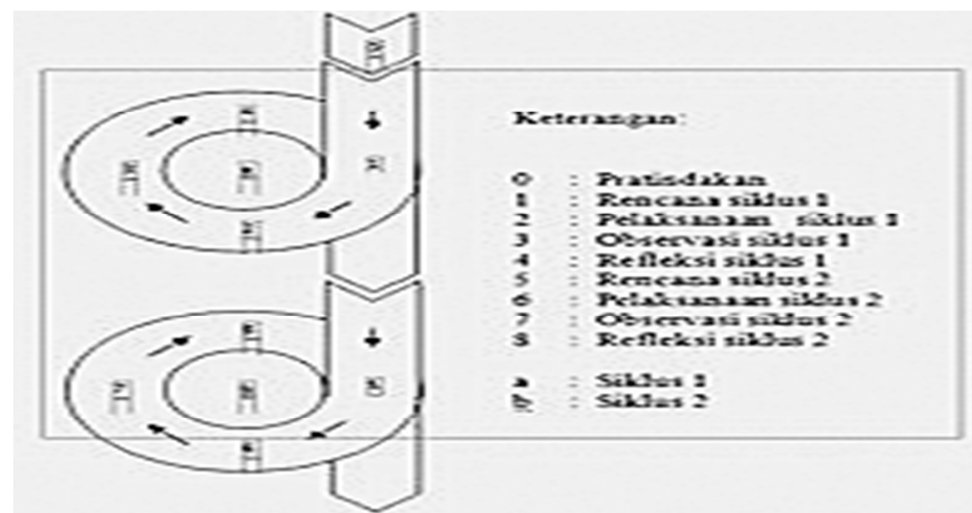 Keterangan:
0 : Pratindakan
1 : Rencana siklus 1
2 : Pelaksanaan siklus 1
3 : Observasi siklus 1
4 : Refleksi siklus 1
5 : Rencana siklus 2
6 : Pelaksanaan siklus 2
7 : Observasi siklus 2
8 : Refleksi siklus 2
a : Siklus 1
b : Siklus 2